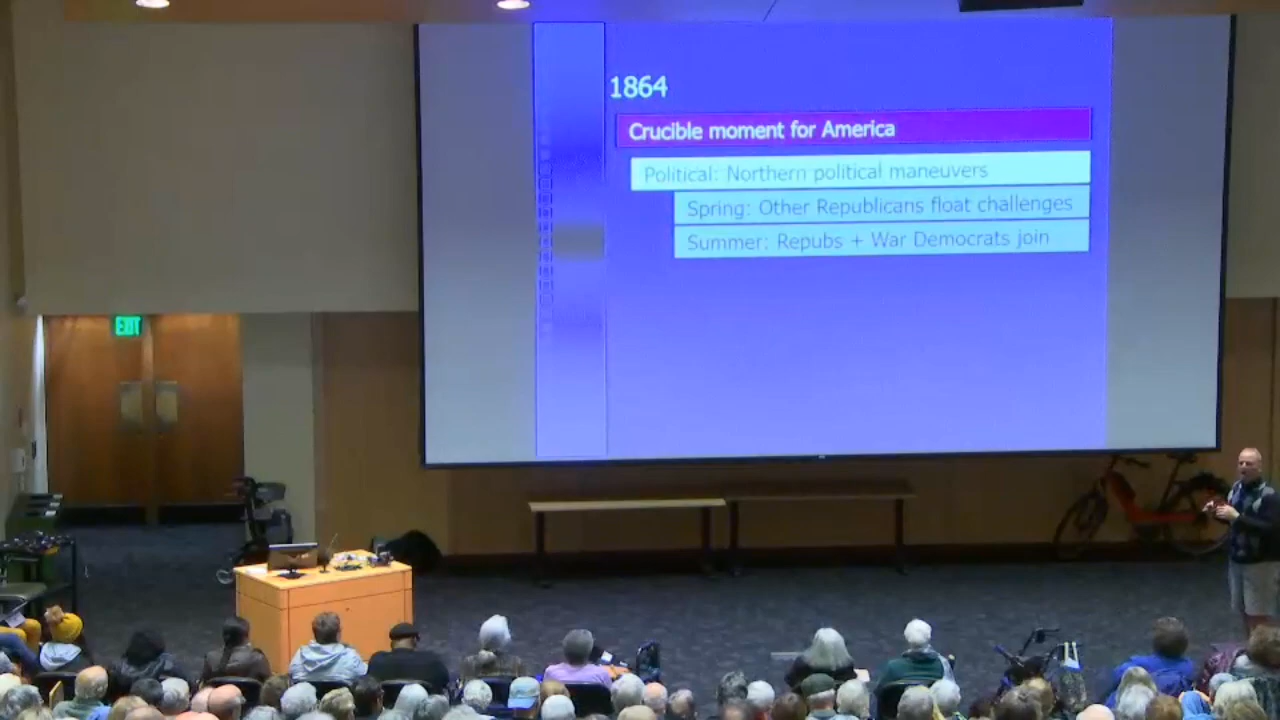 1864
Crucible moment for America
Political: Northern political maneuvers
Spring: Other Republicans float challenges
Summer: Repubs + War Democrats join
EXIT